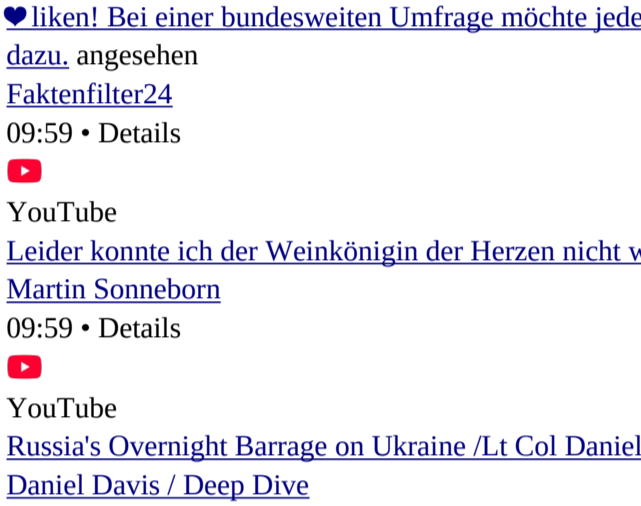 ❤liken! Bei einer bundesweiten Umfrage möchte jede
dazu. angesehen
Faktenfilter24
09:59 • Details
YouTube
Leider konnte ich der Weinkönigin der Herzen nicht w
Martin Sonneborn
09:59 • Details
YouTube
Russia's Overnight Barrage on Ukraine /Lt Col Daniel
Daniel Davis / Deep Dive